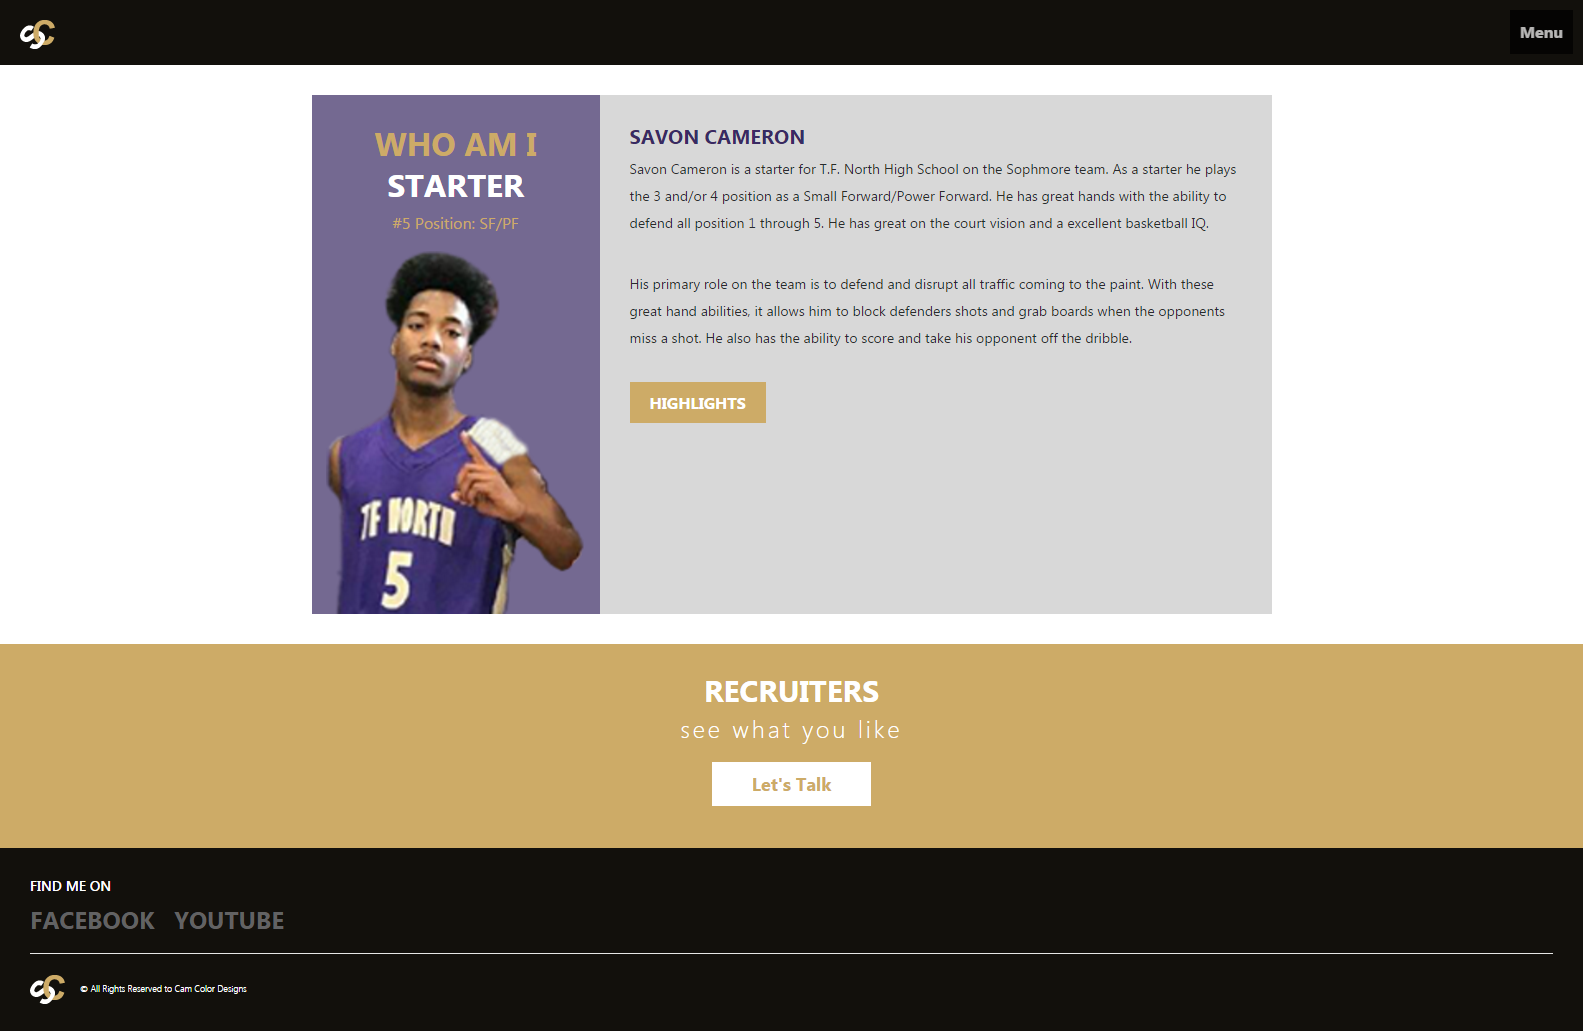 SC
Menu
WHO AM I
STARTER
#5 Position: SF/PF
TF NORTH
5
SAVON CAMERON
Savon Cameron is a starter for T.F. North High School on the Sophmore team. As a starter he plays
the 3 and/or 4 position as a Small Forward/Power Forward. He has great hands with the ability to
defend all position 1 through 5. He has great on the court vision and a excellent basketball IQ.
His primary role on the team is to defend and disrupt all traffic coming to the paint. With these
great hand abilities, it allows him to block defenders shots and grab boards when the opponents
miss a shot. He also has the ability to score and take his opponent off the dribble.
HIGHLIGHTS
RECRUITERS
see what you like
Let's Talk
FIND ME ON
FACEBOOK YOUTUBE
SC
© All Rights Reserved to Cam Color Designs